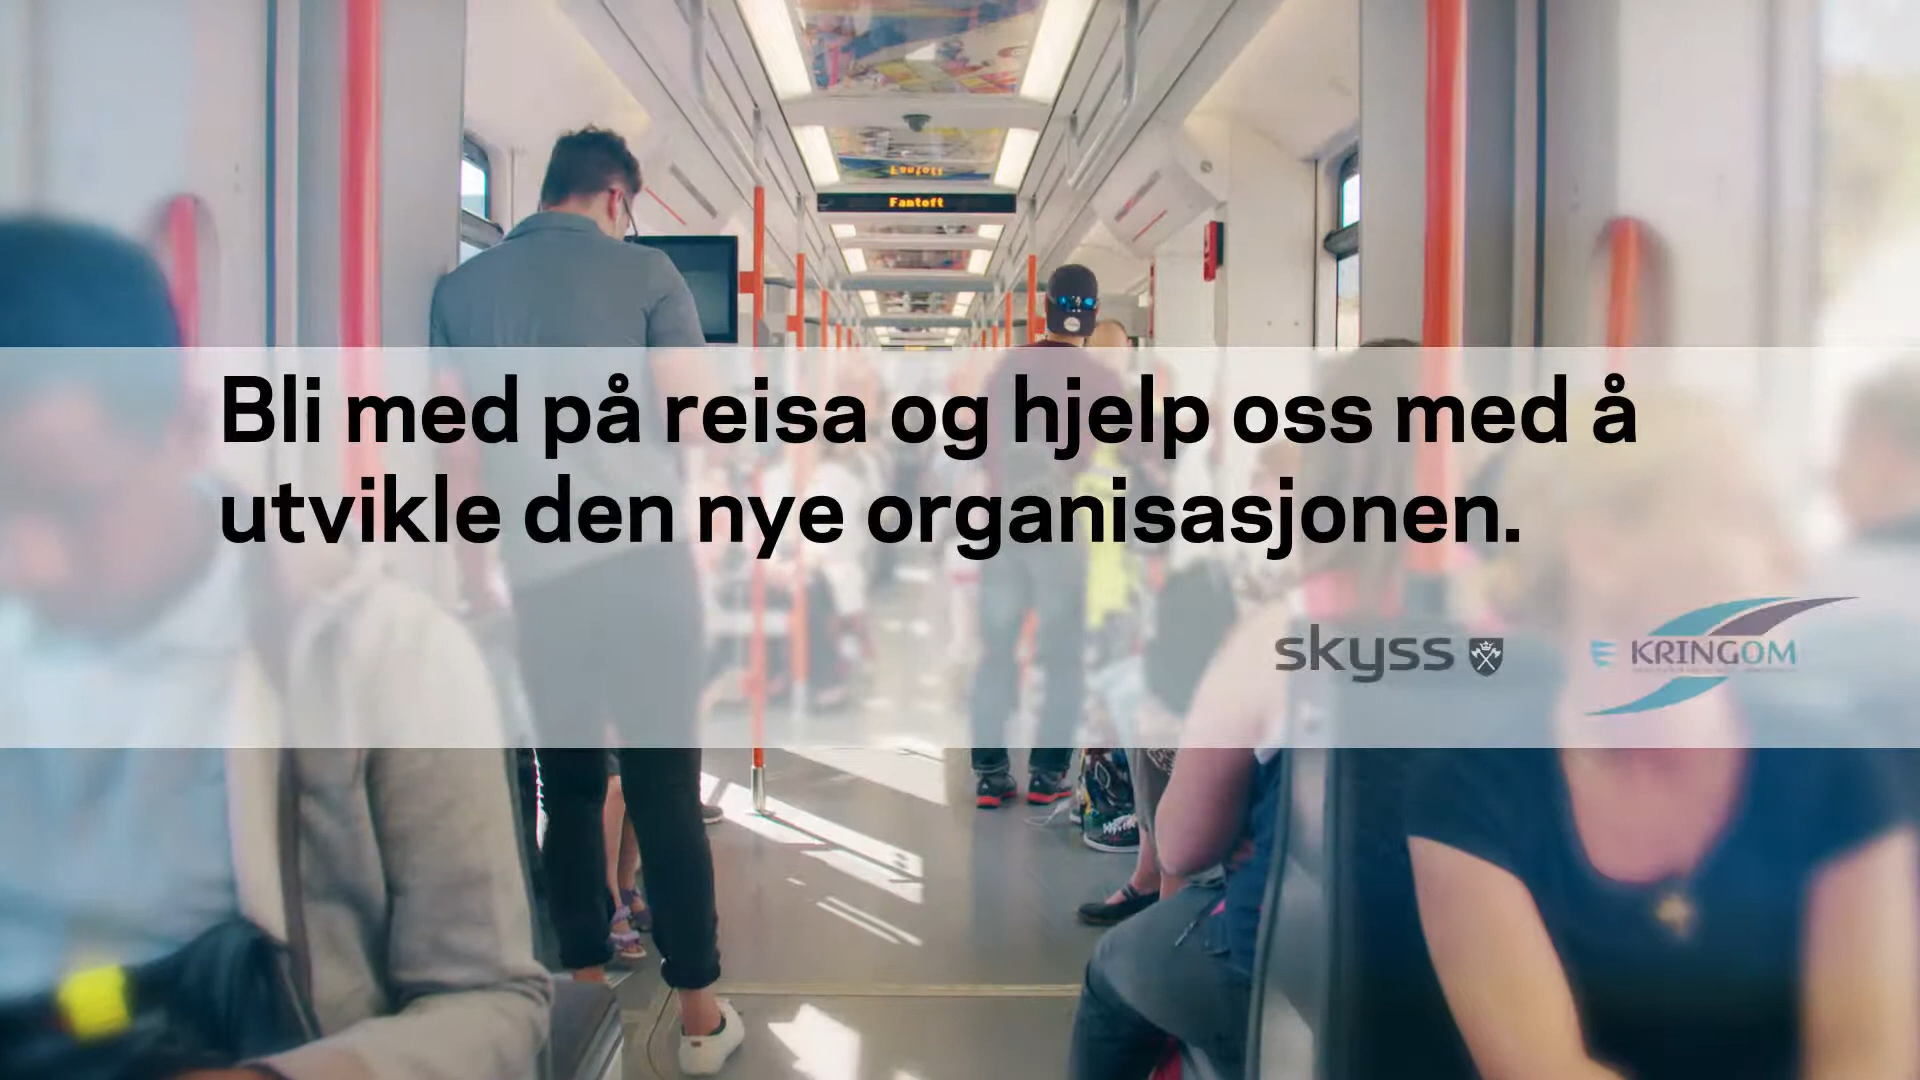 Fantoft
Bli med på reisa og hjelp oss med å
utvikle den nye organisasjonen.
skyss
KRINGOM